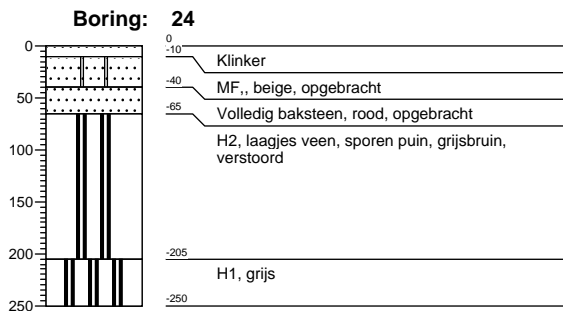 Boring: 24
0
0
-10
Klinker
-40
MF,, beige, opgebracht
50
-65
Volledig baksteen, rood, opgebracht
H2, laagjes veen, sporen puin, grijsbruin,
verstoord
100
150
200
-205
H1, grijs
250
-250